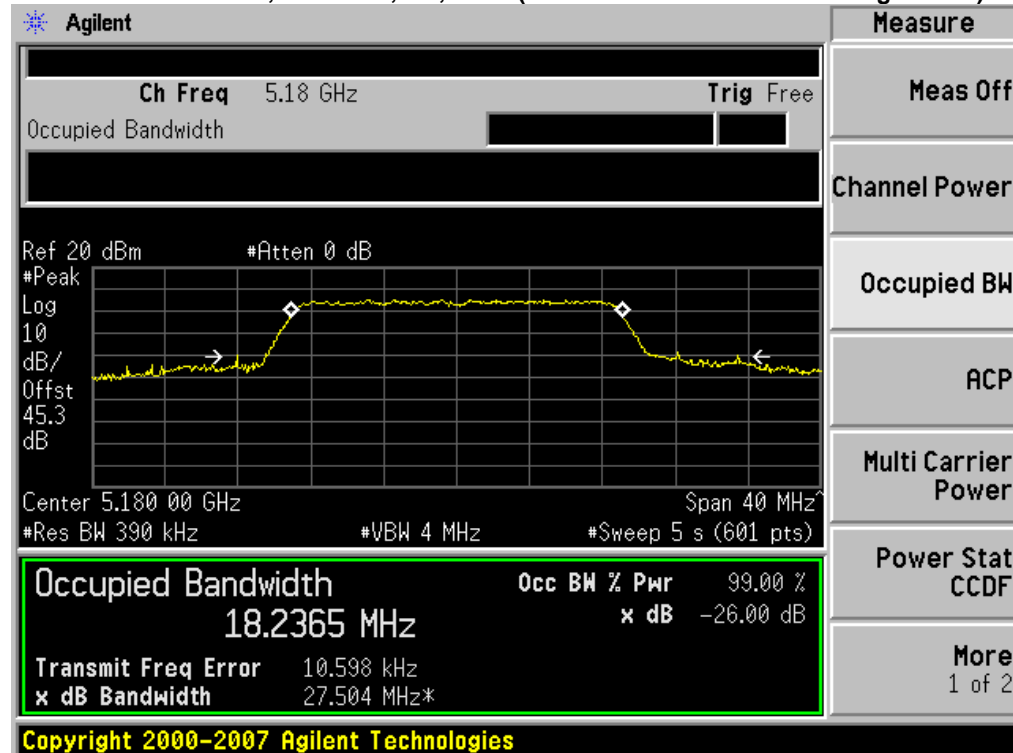 Agilent
Measure
Ch Freq 5.18 GHz Trig Free
Occupied Bandwidth
Meas Off
Channel Power
Occupied BW
ACP
Multi Carrier
Power
Power Stat
CCDF
More
1 of 2
Ref 20 dBm #Atten 0 dB
#Peak
Log
10
dB/
Offst
45.3
dB
Center 5.180 00 GHz Span 40 MHz^
#Res BW 390 kHz #VBW 4 MHz #Sweep 5 s (601 pts)
Occupied Bandwidth Occ BW % Pwr 99.00 %
18.2365 MHz x dB -26.00 dB
Transmit Freq Error 10.598 kHz
x dB Bandwidth 27.504 MHz*
Copyright 2000-2007 Agilent Technologies